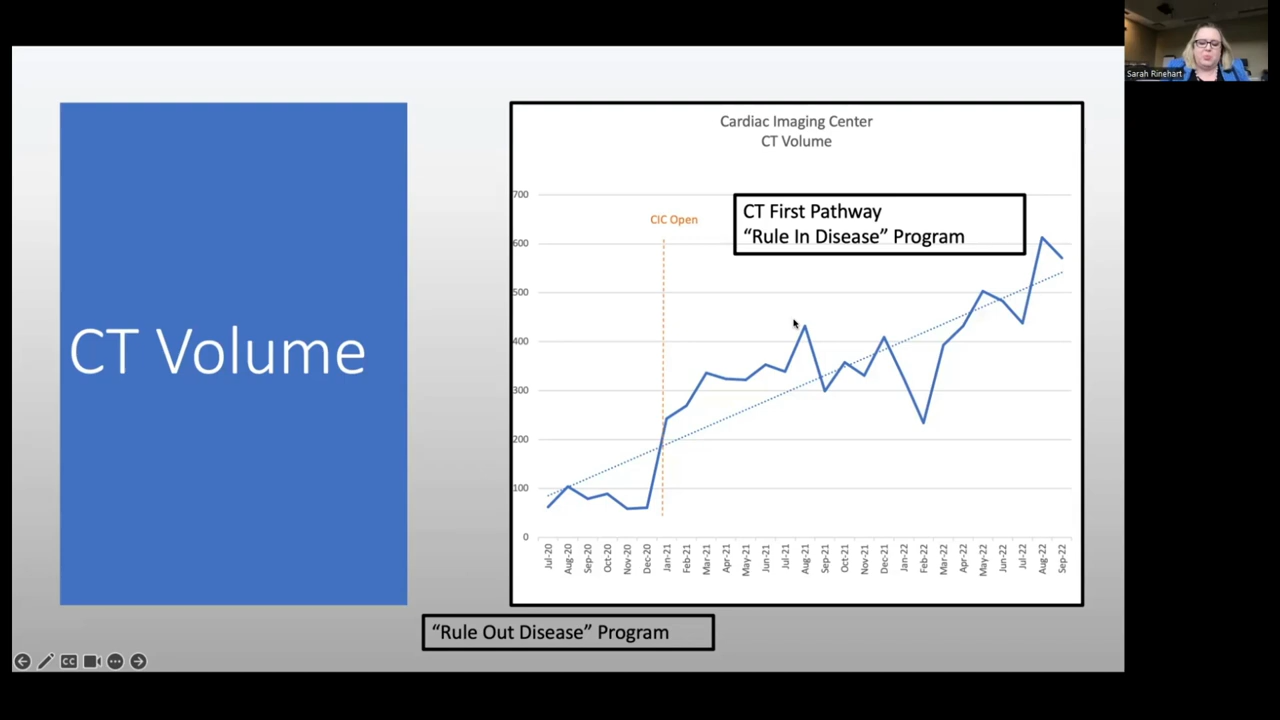 Sarah Rinehart
CT Volume
Cardiac Imaging Center
CT Volume
CIC Open
CT First Pathway
“Rule In Disease” Program
700
600
500
400
300
200
100
0
Jul-20
Aug-20
Sep-20
Oct-20
Nov-20
Dec-20
Jan-21
Feb-21
Mar-21
Apr-21
May-21
Jun-21
Jul-21
Aug-21
Sep-21
Oct-21
Nov-21
Dec-21
Jan-22
Feb-22
Mar-22
Apr-22
May-22
Jun-22
Jul-22
Aug-22
Sep-22
“Rule Out Disease” Program
CC